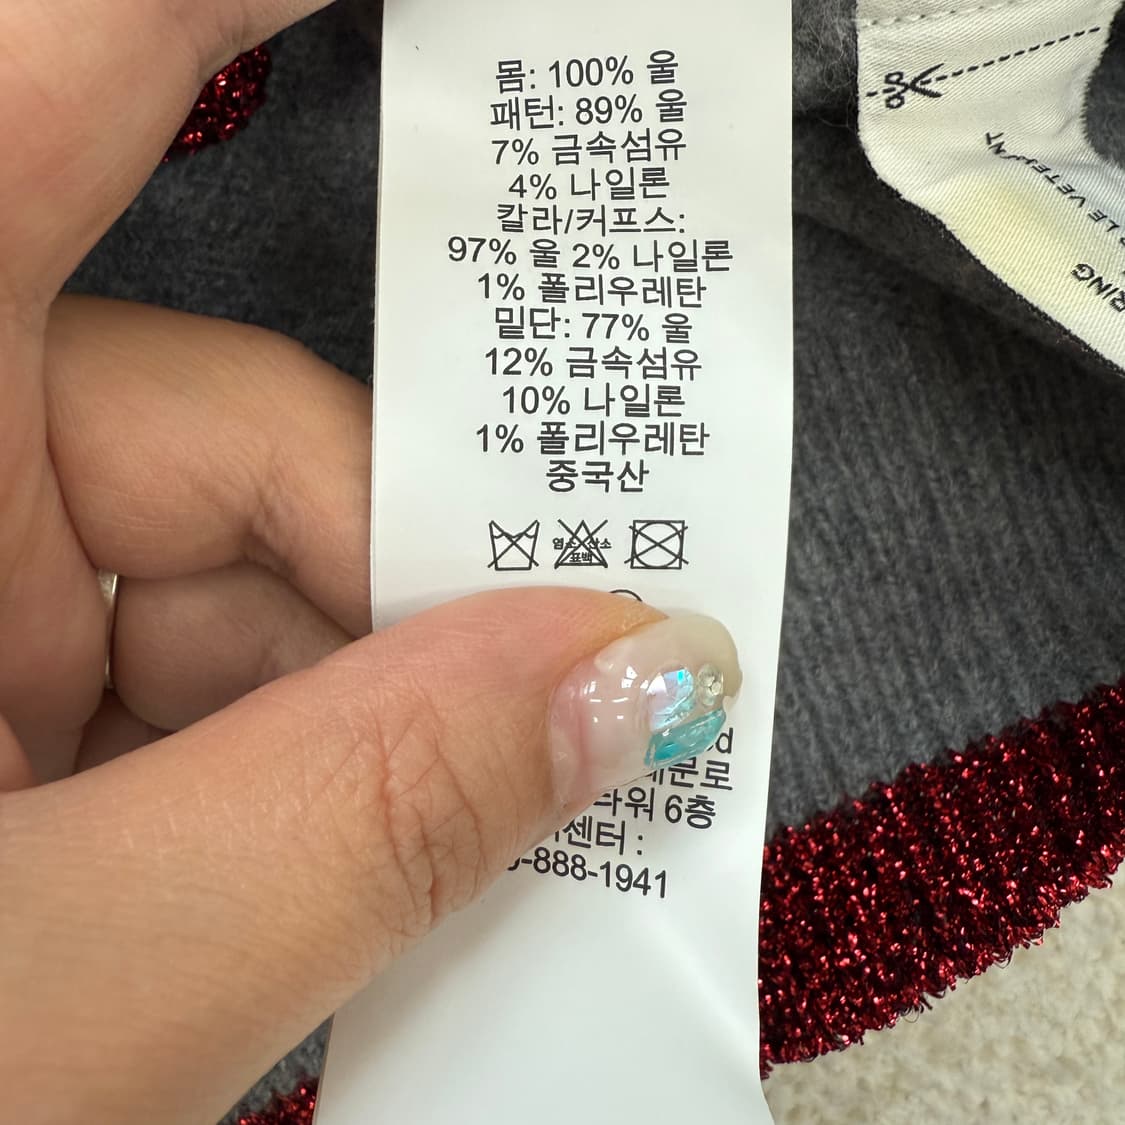 몸: 100% 울
패턴: 89% 울
7% 금속섬유
4% 나일론
칼라/커프스:
97% 울 2% 나일론
1% 폴리우레탄
밑단: 77% 울
12% 금속섬유
10% 나일론
1% 폴리우레탄
중국산
염소, 산소
표백
타워 6층
센터 :
-888-1941
RING